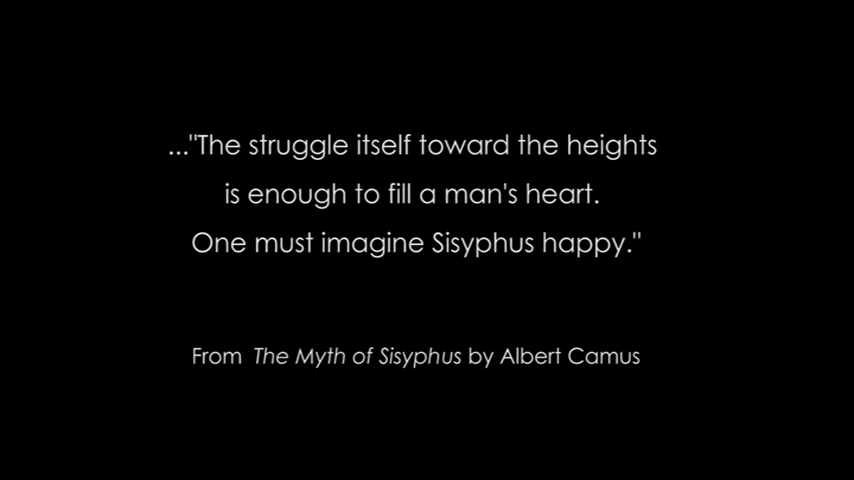 ..."The struggle itself toward the heights
is enough to fill a man's heart.
One must imagine Sisyphus happy."
From The Myth of Sisyphus by Albert Camus